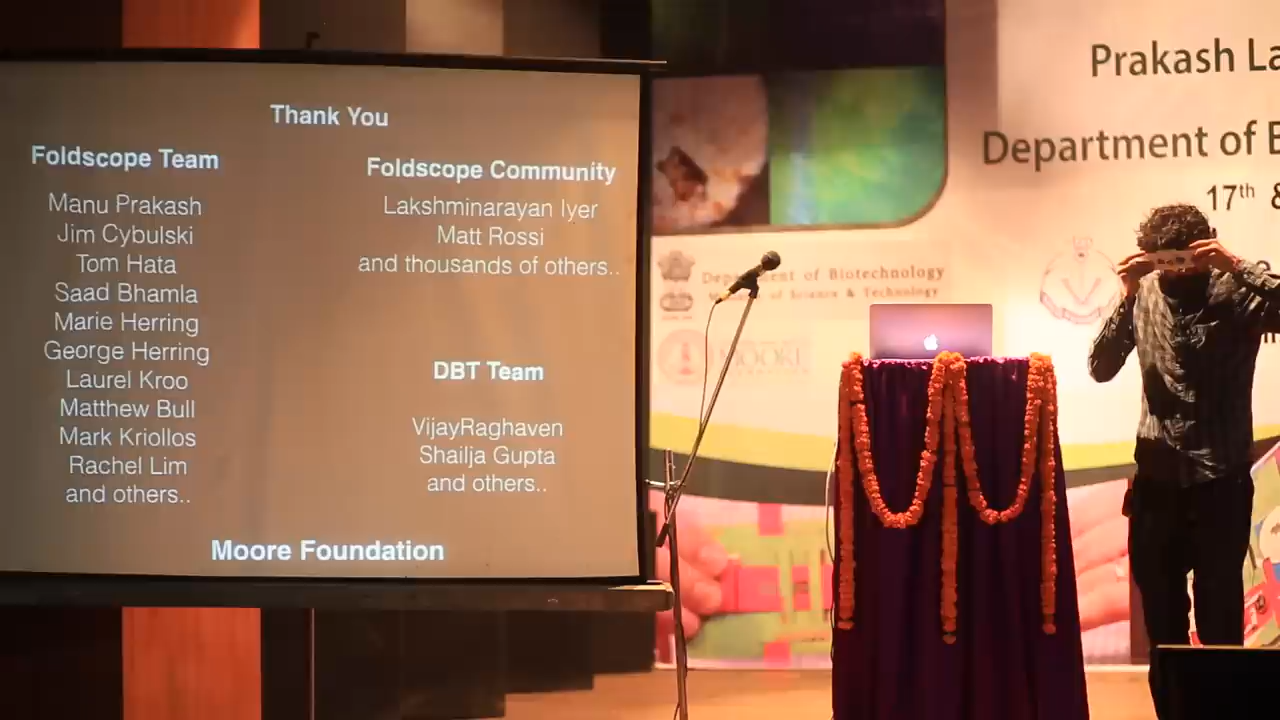 Thank You
Foldscope Team
Manu Prakash
Jim Cybulski
Tom Hata
Saad Bhamla
Marie Herring
George Herring
Laurel Kroo
Matthew Bull
Mark Kriollos
Rachel Lim
and others..
Foldscope Community
Lakshminarayan Iyer
Matt Rossi
and thousands of others..
DBT Team
VijayRaghaven
Shailja Gupta
and others..
Moore Foundation
Prakash La
Department of
17th &
Department of Biotechnology
Ministry of Science & Technology
MOORE